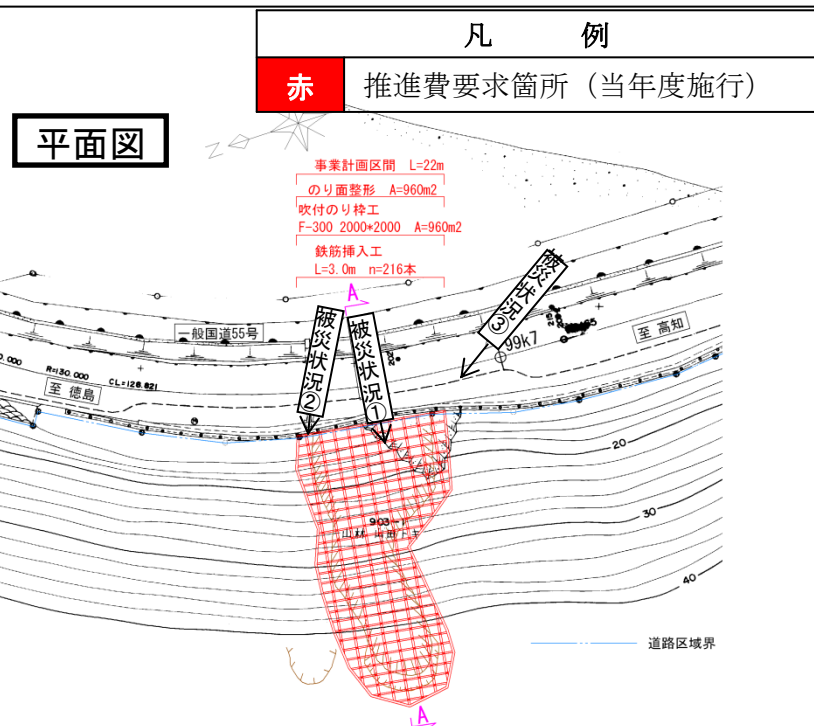 凡　例
赤 推進費要求箇所（当年度施行）
平面図
N
事業計画区間 L=22m
のり面整形 A=960m2
吹付のり枠工
F-300 2000*2000 A=960m2
鉄筋挿入工
L=3.0m n=216本
A
被災状況③
被災状況②
被災状況①
一般国道55号
99k7
至 高知
R=130.000
CL=128.821
至 徳島
20
903-1
30
40
道路区域界
A